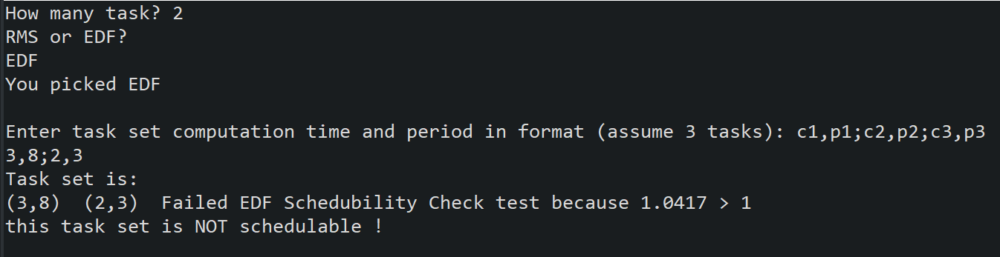 How many task? 2
RMS or EDF?
EDF
You picked EDF
Enter task set computation time and period in format (assume 3 tasks): c1,p1;c2,p2;c3,p3
3,8;2,3
Task set is:
(3,8)  (2,3)  Failed EDF Schedubility Check test because 1.0417 > 1
this task set is NOT schedulable !